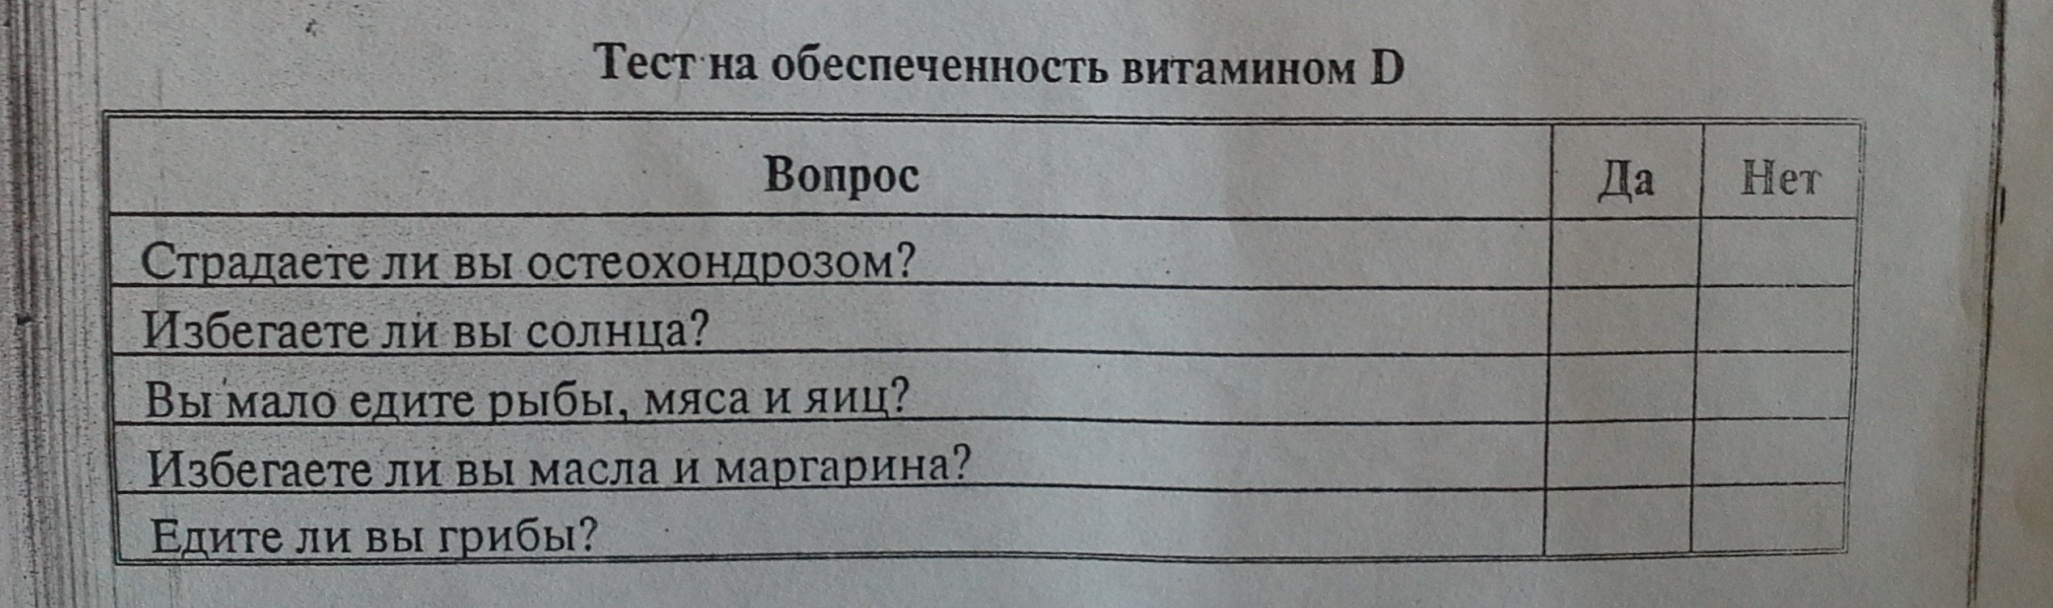 Тест на обеспеченность витамином D
Вопрос Да Нет
Страдаете ли вы остеохондрозом?
Избегаете ли вы солнца?
Вы мало едите рыбы, мяса и яиц?
Избегаете ли вы масла и маргарина?
Едите ли вы грибы?